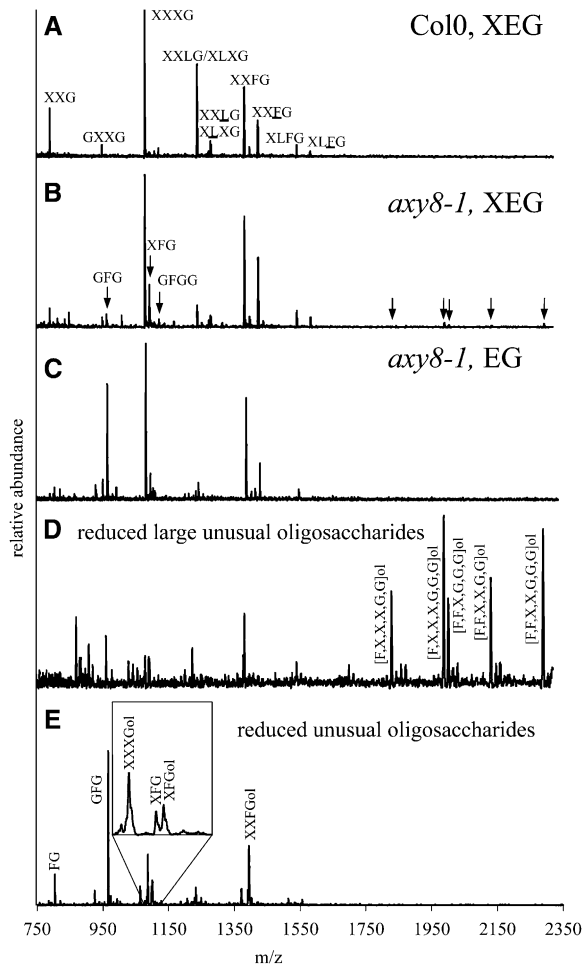 A
Col0, XEG
XXXG
XXLG/XLXG
XXG
XXFG
GXXG
XXLG
XLXG
XXFG
XLFG
XLFG
B
axy8-1, XEG
XFG
GFG
GFGG
C
axy8-1, EG
relative abundance
D
reduced large unusual oligosaccharides
[F,X,X,X,G,G]ol
[F,X,X,X,G,G,G]ol
[F,F,X,G,G,G]ol
[F,F,X,X,G,G]ol
[F,F,X,X,G,G,G]ol
E
reduced unusual oligosaccharides
XXXGol
XFG
XFGol
GFG
FG
XXFGol
750 950 1150 1350 1550 1750 1950 2150 2350
m/z